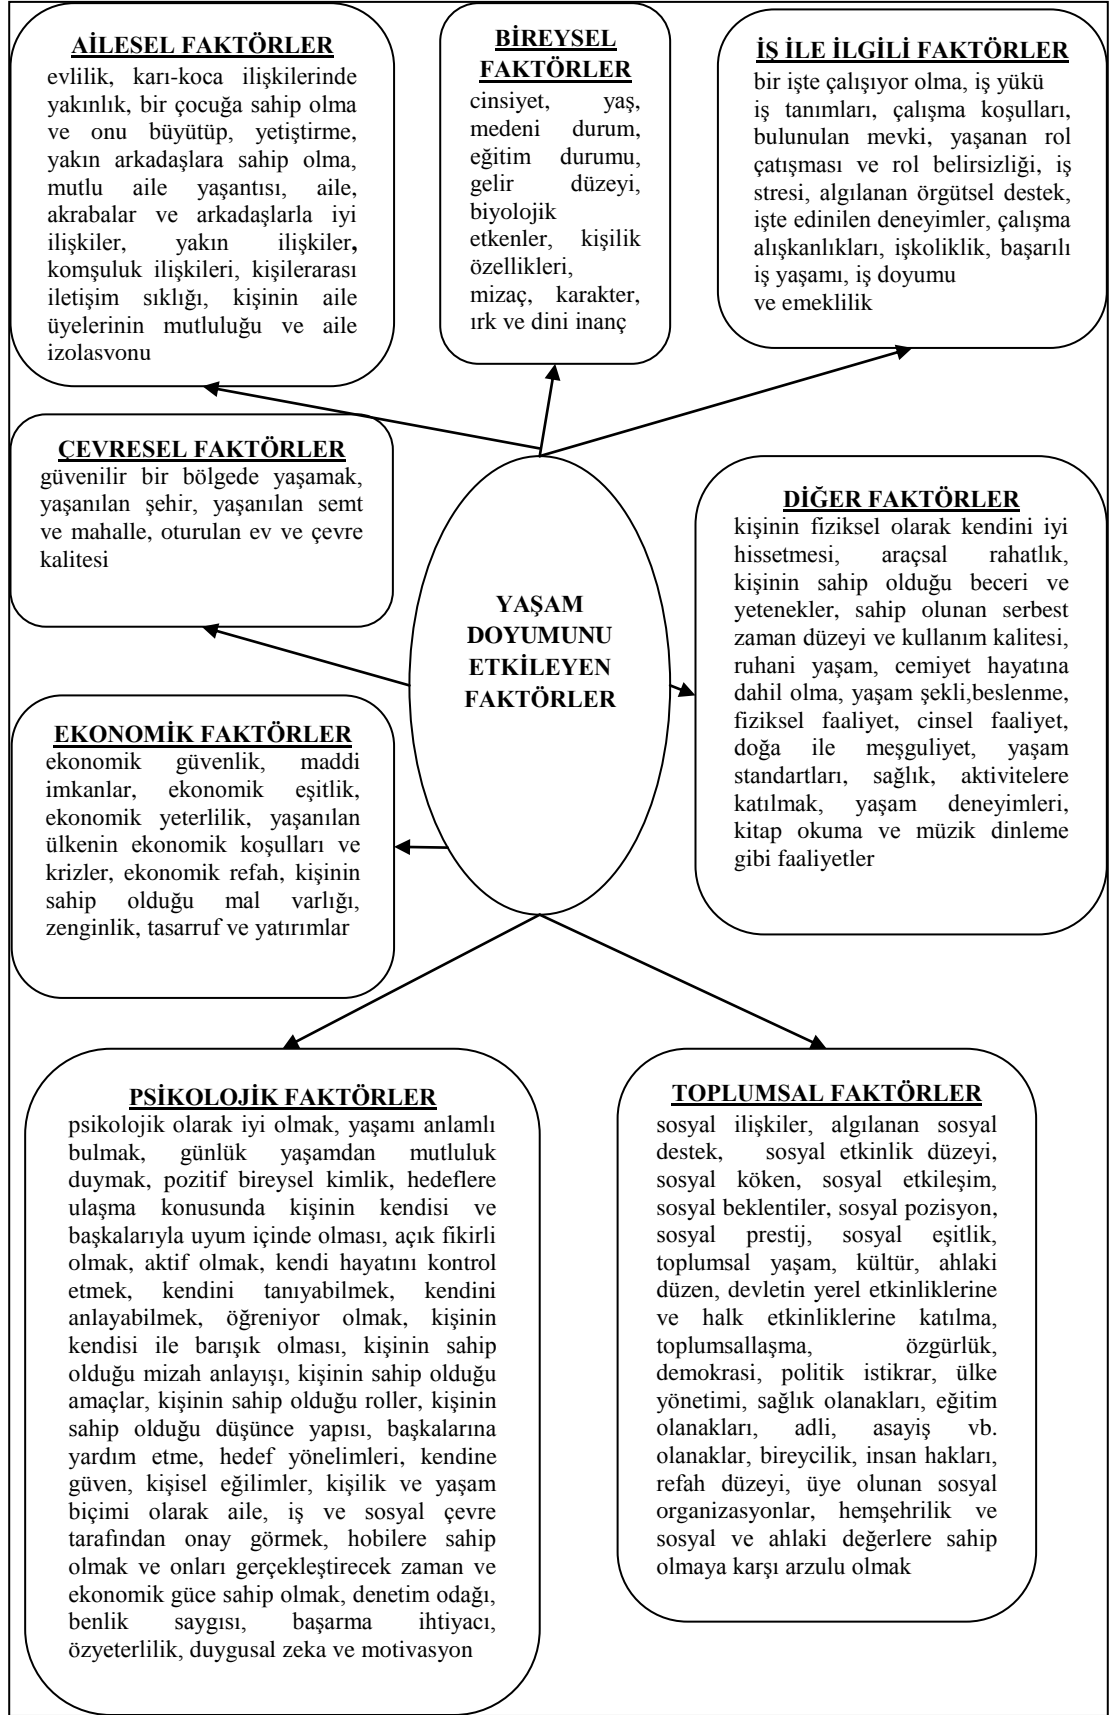 AİLESEL FAKTÖRLER
evlilik, karı-koca ilişkilerinde
yakınlık, bir çocuğa sahip olma
ve onu büyütüp, yetiştirme,
yakın arkadaşlara sahip olma,
mutlu aile yaşantısı, aile,
akrabalar ve arkadaşlarla iyi
ilişkiler, yakın ilişkiler,
komşuluk ilişkileri, kişilerarası
iletişim sıklığı, kişinin aile
üyelerinin mutluluğu ve aile
izolasvonu
BİREYSEL
FAKTÖRLER
cinsiyet, yaş,
medeni durum,
eğitim durumu,
gelir düzeyi,
biyolojik
etkenler, kişilik
özellikleri,
mizaç, karakter,
ırk ve dini inanç
İŞ İLE İLGİLİ FAKTÖRLER
bir işte çalışıyor olma, iş yükü
iş tanımları, çalışma koşulları,
bulunulan mevki, yaşanan rol
çatışması ve rol belirsizliği, iş
stresi, algılanan örgütsel destek,
işte edinilen deneyimler, çalışma
alışkanlıkları, işkoliklik, başarılı
iş yaşamı, iş doyumu
ve emeklilik
ÇEVRESEL FAKTÖRLER
güvenilir bir bölgede yaşamak,
yaşanılan şehir, yaşanılan semt
ve mahalle, oturulan ev ve çevre
kalitesi
YAŞAM
DOYUMUNU
ETKİLEYEN
FAKTÖRLER
DİĞER FAKTÖRLER
kişinin fiziksel olarak kendini iyi
hissetmesi, araçsal rahatlık,
kişinin sahip olduğu beceri ve
yetenekler, sahip olunan serbest
zaman düzeyi ve kullanım kalitesi,
ruhani yaşam, cemiyet hayatına
dahil olma, yaşam şekli,beslenme,
fiziksel faaliyet, cinsel faaliyet,
doğa ile meşguliyet, yaşam
standartları, sağlık, aktivitelere
katılmak, yaşam deneyimleri,
kitap okuma ve müzik dinleme
gibi faaliyetler
EKONOMİK FAKTÖRLER
ekonomik güvenlik, maddi
imkanlar, ekonomik eşitlik,
ekonomik yeterlilik, yaşanılan
ülkenin ekonomik koşulları ve
krizler, ekonomik refah, kişinin
sahip olduğu mal varlığı,
zenginlik, tasarruf ve yatırımlar
PSİKOLOJİK FAKTÖRLER
psikolojik olarak iyi olmak, yaşamı anlamlı
bulmak, günlük yaşamdan mutluluk
duymak, pozitif bireysel kimlik, hedeflere
ulaşma konusunda kişinin kendisi ve
başkalarıyla uyum içinde olması, açık fikirli
olmak, aktif olmak, kendi hayatını kontrol
etmek, kendini tanıyabilmek, kendini
anlayabilmek, öğreniyor olmak, kişinin
kendisi ile barışık olması, kişinin sahip
olduğu mizah anlayışı, kişinin sahip olduğu
amaçlar, kişinin sahip olduğu roller, kişinin
sahip olduğu düşünce yapısı, başkalarına
yardım etme, hedef yönelimleri, kendine
güven, kişisel eğilimler, kişilik ve yaşam
biçimi olarak aile, iş ve sosyal çevre
tarafından onay görmek, hobilere sahip
olmak ve onları gerçekleştirecek zaman ve
ekonomik güce sahip olmak, denetim odağı,
benlik saygısı, başarma ihtiyacı,
özyeterlilik, duygusal zeka ve motivasyon
TOPLUMSAL FAKTÖRLER
sosyal ilişkiler, algılanan sosyal
destek, sosyal etkinlik düzeyi,
sosyal köken, sosyal etkileşim,
sosyal beklentiler, sosyal pozisyon,
sosyal prestij, sosyal eşitlik,
toplumsal yaşam, kültür, ahlaki
düzen, devletin yerel etkinliklerine
ve halk etkinliklerine katılma,
toplumsallaşma, özgürlük,
demokrasi, politik istikrar, ülke
yönetimi, sağlık olanakları, eğitim
olanakları, adli, asayiş vb.
olanaklar, bireycilik, insan hakları,
refah düzeyi, üye olunan sosyal
organizasyonlar, hemşehrilik ve
sosyal ve ahlaki değerlere sahip
olmaya karşı arzulu olmak